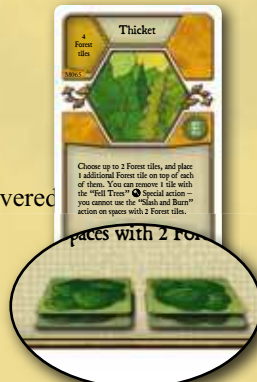 4
Forest
tiles
Thicket
M065
Choose up to 2 Forest tiles, and place
1 additional Forest tile on top of each
of them. You can remove 1 tile with
the “Fell Trees” Special action –
you cannot use the “Slash and Burn”
action on spaces with 2 Forest tiles.
vered
paces with 2 For